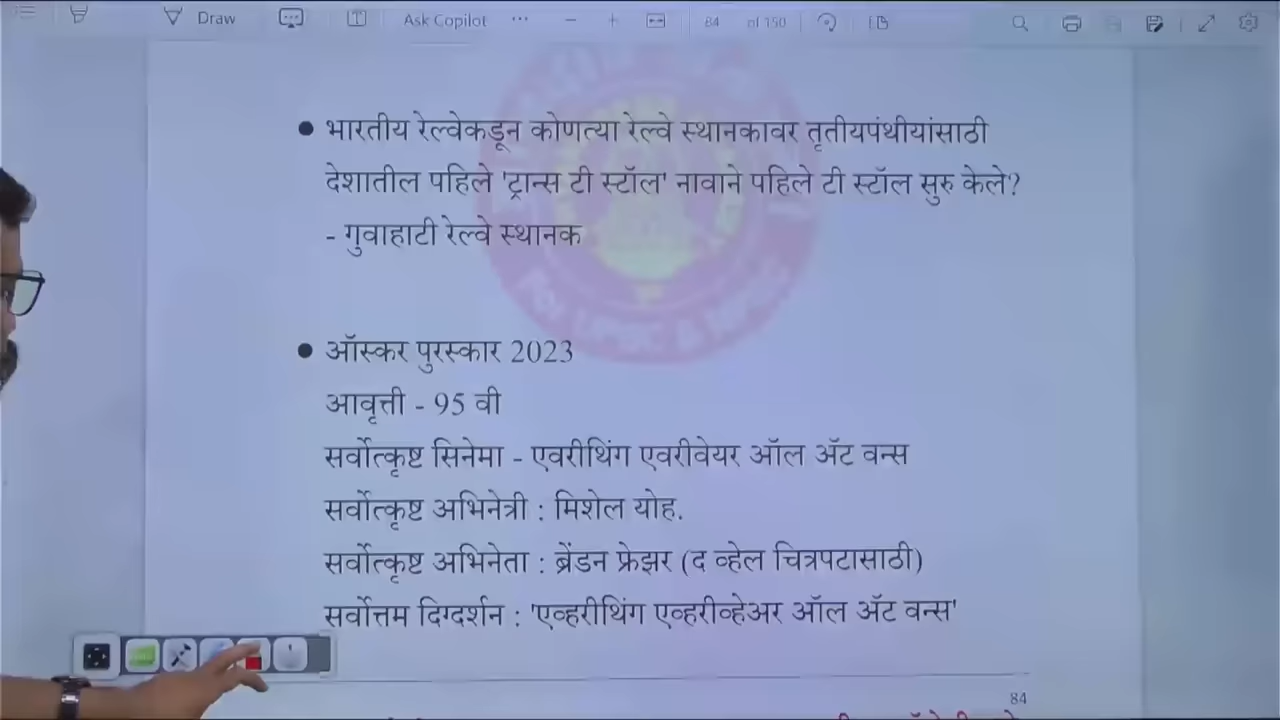 Draw
Ask Copilot
84 of 150
● भारतीय रेल्वेकडून कोणत्या रेल्वे स्थानकावर तृतीयपंथीयांसाठी
देशातील पहिले 'ट्रान्स टी स्टॉल' नावाने पहिले टी स्टॉल सुरु केले?
- गुवाहाटी रेल्वे स्थानक
● ऑस्कर पुरस्कार 2023
आवृत्ती - 95 वी
सर्वोत्कृष्ट सिनेमा - एवरीथिंग एवरीवेयर ऑल ॲट वन्स
सर्वोत्कृष्ट अभिनेत्री : मिशेल योह.
सर्वोत्कृष्ट अभिनेता : ब्रेंडन फ्रेझर (द व्हेल चित्रपटासाठी)
सर्वोत्तम दिग्दर्शन : 'एव्हरीथिंग एव्हरीव्हेअर ऑल ॲट वन्स'
84